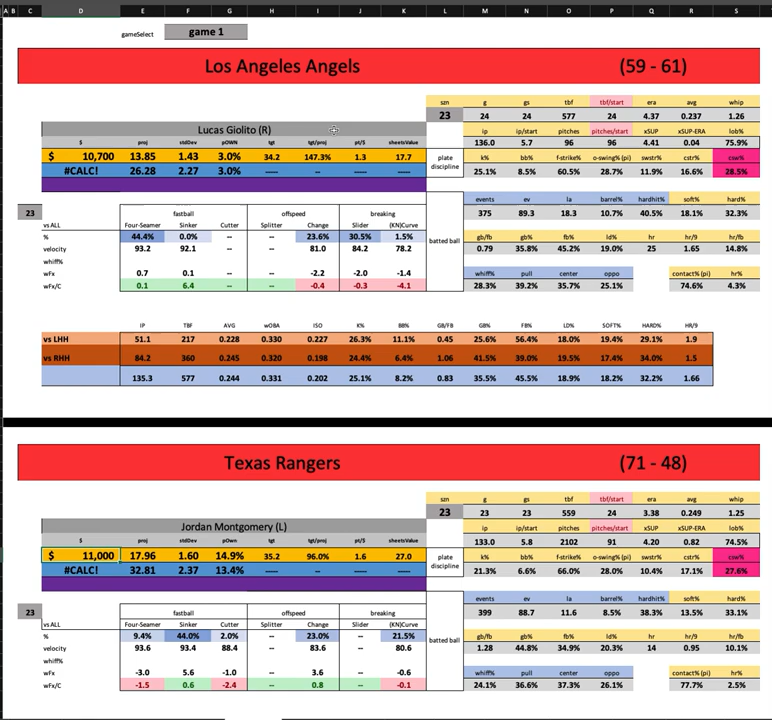 A B C D E F G H I J K L M N O P Q R S
gameSelect game 1
Los Angeles Angels (59 - 61)
szn g gs tbf tbf/start era avg whip
23 24 24 577 24 4.37 0.237 1.26
Lucas Giolito (R) ip ip/start pitches pitches/start xSUP xSUP-ERA lob%
136.0 5.7 96 96 4.41 0.04 75.9%
$ proj stdDev pOWN tgt tgt/proj pt/$ sheetsValue
$ 10,700 13.85 1.43 3.0% 34.2 147.3% 1.3 17.7 plate discipline k% bb% f-strike% o-swing% (pi) swstr% cstr% csw%
#CALC! 26.28 2.27 3.0% ---- ---- --- ---- 25.1% 8.5% 60.5% 28.7% 11.9% 16.6% 28.5%
events ev la barrel% hardhit% soft% hard%
23 fastball offspeed breaking 375 89.3 18.3 10.7% 40.5% 18.1% 32.3%
vs ALL Four-Seamer Sinker Cutter Splitter Change Slider (KN)Curve
% 44.4% 0.0% -- -- 23.6% 30.5% 1.5% batted ball gb/fb gb% fb% ld% hr hr/9 hr/fb
velocity 93.2 92.1 -- -- 81.0 84.2 78.2 0.79 35.8% 45.2% 19.0% 25 1.65 14.8%
whiff%
wFx 0.7 0.1 -- -- -2.2 -2.0 -1.4 whiff% pull center oppo contact% (pi) hr%
wFx/C 0.1 6.4 -- -- -0.4 -0.3 -4.1 28.3% 39.2% 35.7% 25.1% 74.6% 4.3%
IP TBF AVG wOBA ISO K% BB% GB/FB GB% FB% LD% SOFT% HARD% HR/9
vs LHH 51.1 217 0.228 0.330 0.227 26.3% 11.1% 0.45 25.6% 56.4% 18.0% 19.4% 29.1% 1.9
vs RHH 84.2 360 0.245 0.320 0.198 24.4% 6.4% 1.06 41.5% 39.0% 19.5% 17.4% 34.0% 1.5
135.3 577 0.244 0.331 0.202 25.1% 8.2% 0.83 35.5% 45.5% 18.9% 18.2% 32.2% 1.66
Texas Rangers (71 - 48)
szn g gs tbf tbf/start era avg whip
23 23 23 559 24 3.38 0.249 1.25
Jordan Montgomery (L) ip ip/start pitches pitches/start xSUP xSUP-ERA lob%
$ proj stdDev pOwn tgt tgt/proj pt/$ sheetsValue 133.0 5.8 2102 91 4.20 0.82 74.5%
$ 11,000 17.96 1.60 14.9% 35.2 96.0% 1.6 27.0 plate discipline k% bb% f-strike% o-swing% (pi) swstr% cstr% csw%
#CALC! 32.81 2.37 13.4% ---- ---- --- ---- 21.3% 6.6% 66.0% 28.0% 10.4% 17.1% 27.6%
events ev la barrel% hardhit% soft% hard%
23 fastball offspeed breaking 399 88.7 11.6 8.5% 38.3% 13.5% 33.1%
vs ALL Four-Seamer Sinker Cutter Splitter Change Slider (KN)Curve
% 9.4% 44.0% 2.0% -- 23.0% -- 21.5% batted ball gb/fb gb% fb% ld% hr hr/9 hr/fb
velocity 93.6 93.4 88.4 -- 83.6 -- 80.6 1.28 44.8% 34.9% 20.3% 14 0.95 10.1%
whiff%
wFx -3.0 5.6 -1.0 -- 3.6 -- -0.6 whiff% pull center oppo contact% (pi) hr%
wFx/C -1.5 0.6 -2.4 -- 0.8 -- -0.1 24.1% 36.6% 37.3% 26.1% 77.7% 2.5%